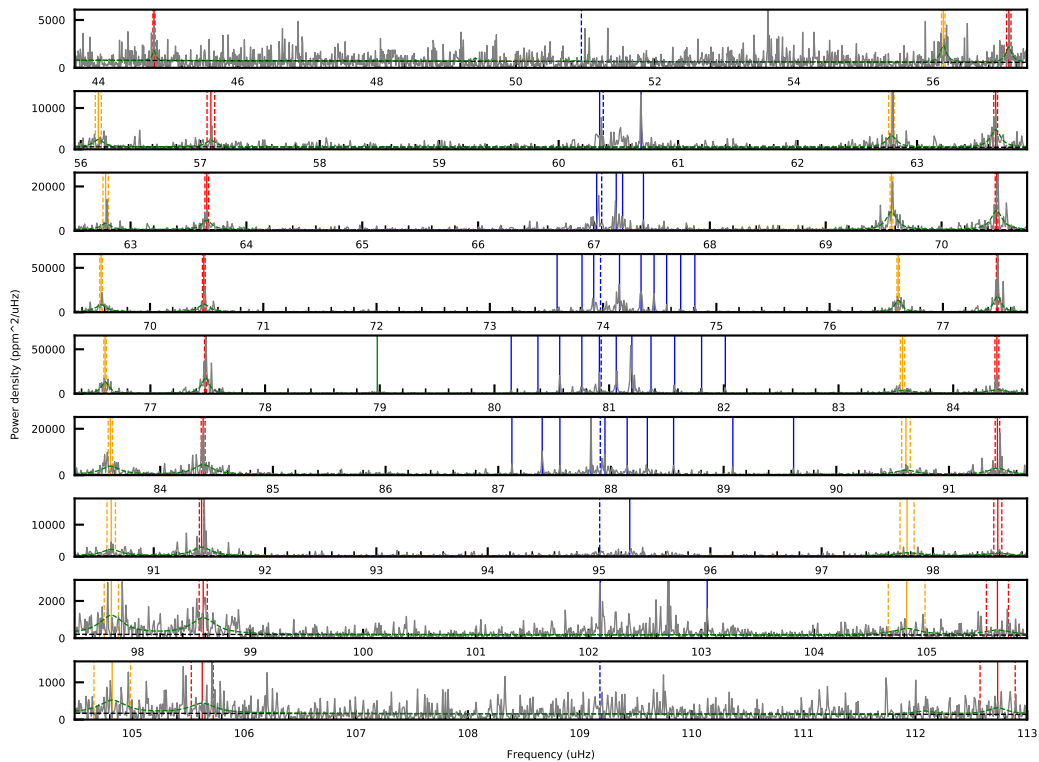 5000
0
44 46 48 50 52 54 56
10000
0
56 57 58 59 60 61 62 63
20000
0
63 64 65 66 67 68 69 70
50000
0
70 71 72 73 74 75 76 77
50000
0
77 78 79 80 81 82 83 84
20000
0
84 85 86 87 88 89 90 91
10000
0
91 92 93 94 95 96 97 98
2000
0
98 99 100 101 102 103 104 105
1000
0
105 106 107 108 109 110 111 112 113
Power density (ppm^2/uHz)
Frequency (uHz)